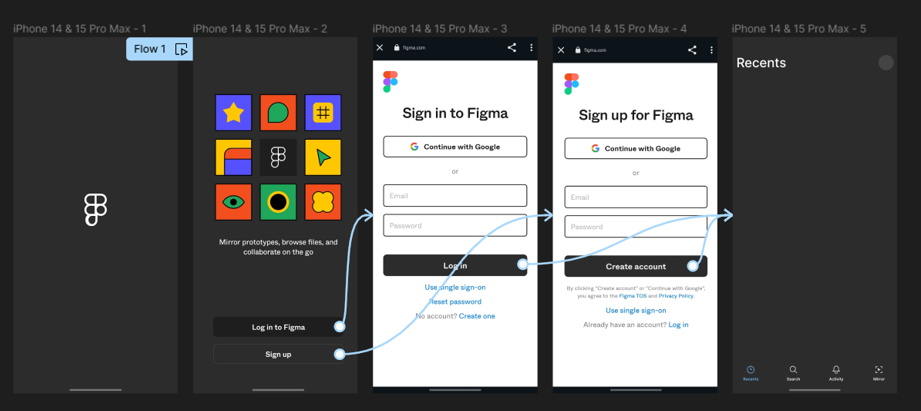 iPhone 14 & 15 Pro Max - 1
Flow 1
iPhone 14 & 15 Pro Max - 2
Mirror prototypes, browse files, and
collaborate on the go
Log in to Figma
Sign up
iPhone 14 & 15 Pro Max - 3
figma.com
Sign in to Figma
Continue with Google
or
Email
Password
Log in
Use single sign-on
Reset password
No account? Create one
iPhone 14 & 15 Pro Max - 4
figma.com
Sign up for Figma
Continue with Google
or
Email
Password
Create account
By clicking "Create account" or "Continue with Google",
you agree to the Figma TOS and Privacy Policy.
Use single sign-on
Already have an account? Log in
iPhone 14 & 15 Pro Max - 5
Recents
Recents
Search
Activity
Mirror